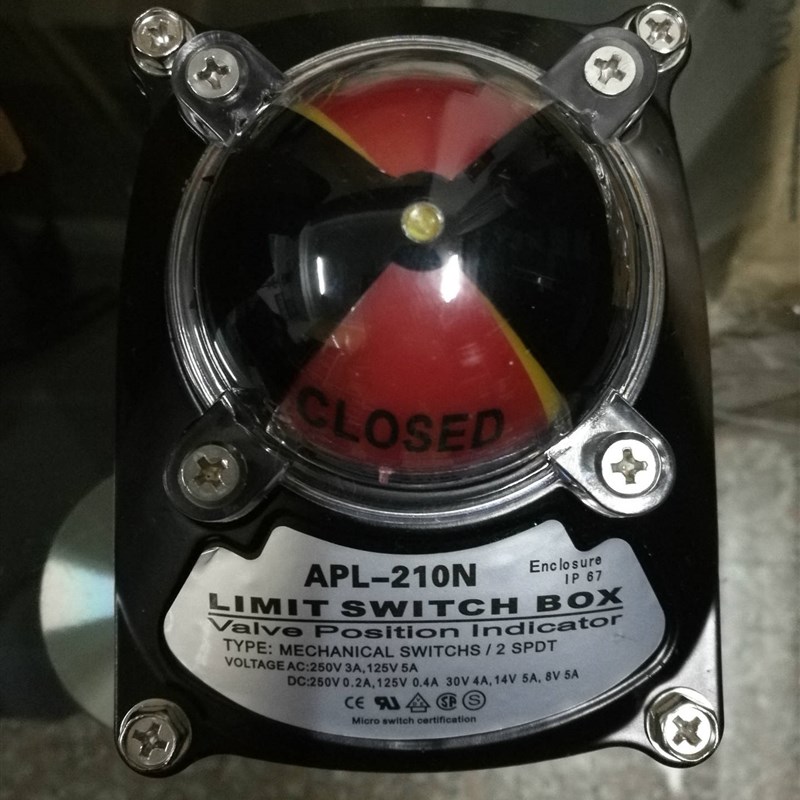 CLOSED
APL-210N
Enclosure
IP 67
LIMIT SWITCH BOX
Valve Position Indicator
TYPE: MECHANICAL SWITCHS / 2 SPDT
VOLTAGE AC:250V 3A,125V 5A
DC:250V 0.2A,125V 0.4A 30V 4A,14V 5A, 8V 5A
CE SA S
Micro switch certification